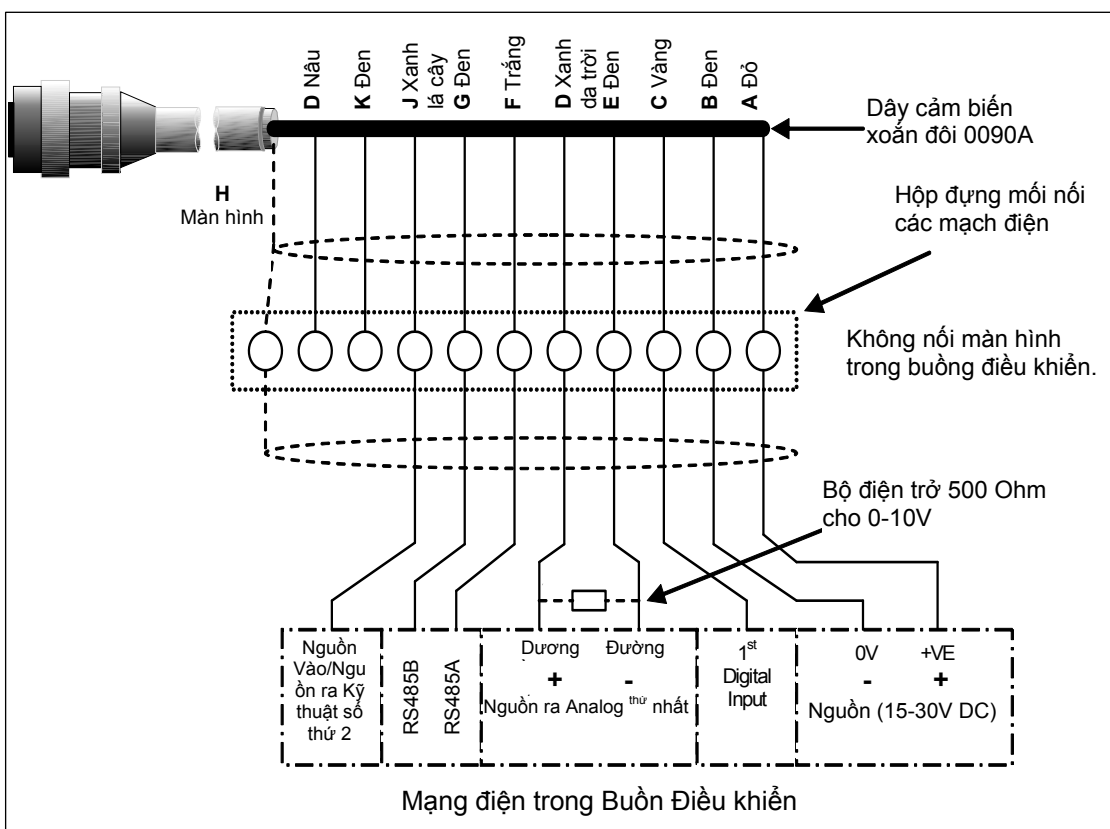 D Nâu
K Đen
J Xanh
lá cây
G Đen
F Trắng
D Xanh
da trời
E Đen
C Vàng
B Đen
A Đỏ
Dây cảm biến
xoắn đôi 0090A
H
Màn hình
Hộp đựng mối nối
các mạch điện
Không nối màn hình
trong buồng điều khiển.
Bộ điện trở 500 Ohm
cho 0-10V
Nguồn
Vào/Ngu
ồn ra Kỹ
thuật số
thứ 2
RS485B
RS485A
Dương Đường
+ -
Nguồn ra Analog thứ nhất
1st
Digital
Input
0V +VE
- +
Nguồn (15-30V DC)
Mạng điện trong Buồn Điều khiển